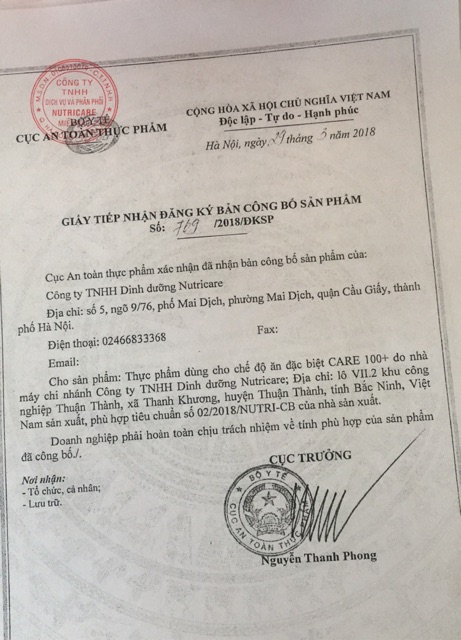 CÔNG TY
TNHH
DỊCH VỤ VÀ PHÂN PHỐI
NUTRICARE
BỘ Y TẾ
CỤC AN TOÀN THỰC PHẨM
CỘNG HÒA XÃ HỘI CHỦ NGHĨA VIỆT NAM
Độc lập - Tự do - Hạnh phúc
Hà Nội, ngày 29 tháng 3 năm 2018
GIẤY TIẾP NHẬN ĐĂNG KÝ BẢN CÔNG BỐ SẢN PHẨM
Số: 769 /2018/ĐKSP
Cục An toàn thực phẩm xác nhận đã nhận bản công bố sản phẩm của:
Công ty TNHH Dinh dưỡng Nutricare
Địa chỉ: số 5, ngõ 9/76, phố Mai Dịch, phường Mai Dịch, quận Cầu Giấy, thành
phố Hà Nội.
Điện thoại: 02466833368 Fax:
Email:
Cho sản phẩm: Thực phẩm dùng cho chế độ ăn đặc biệt CARE 100+ do nhà
máy chi nhánh Công ty TNHH Dinh dưỡng Nutricare; Địa chỉ: lô VII.2 khu công
nghiệp Thuận Thành, xã Thanh Khương, huyện Thuận Thành, tỉnh Bắc Ninh, Việt
Nam sản xuất, phù hợp tiêu chuẩn số 02/2018/NUTRI-CB của nhà sản xuất.
Doanh nghiệp phải hoàn toàn chịu trách nhiệm về tính phù hợp của sản phẩm
đã công bố./.
Nơi nhận:
- Tổ chức, cá nhân;
- Lưu trữ.
CỤC TRƯỞNG
BỘ Y TẾ
CỤC AN TOÀN THỰC PHẨM
Nguyễn Thanh Phong